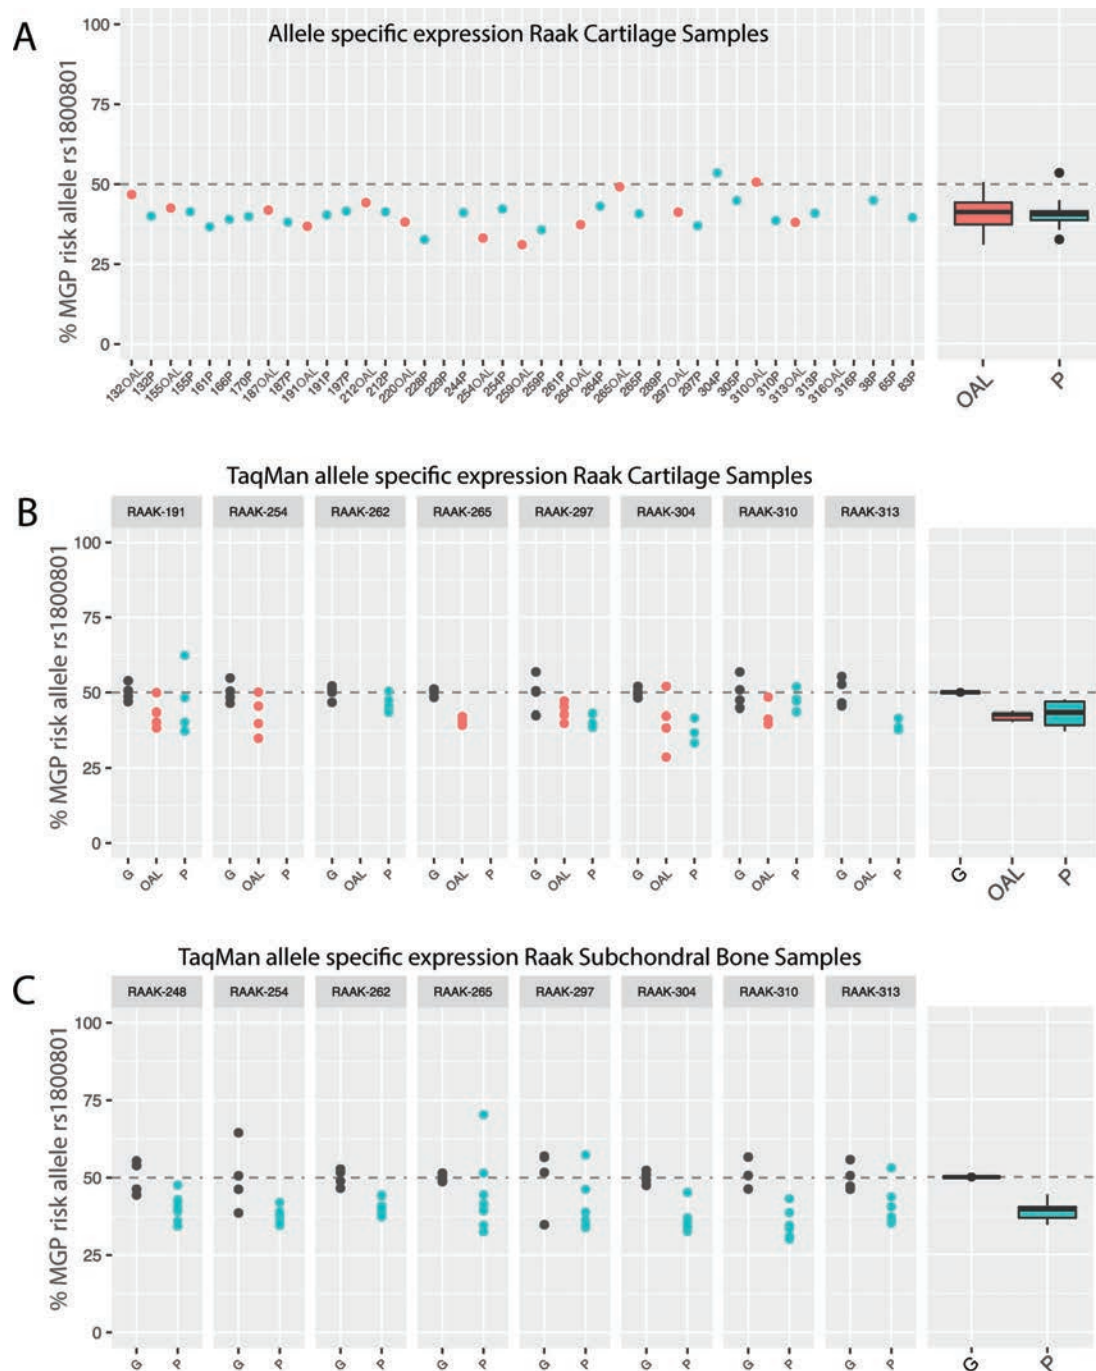 A
Allele specific expression Raak Cartilage Samples
% MGP risk allele rs1800801
100
75
50
25
0
132OAL
132P
155OAL
155P
161P
166P
170P
187OAL
187P
191OAL
191P
197P
212OAL
212P
220OAL
228P
229P
244P
254OAL
254P
259OAL
259P
261P
264OAL
264P
265OAL
265P
289P
297OAL
297P
304P
305P
310OAL
310P
313OAL
313P
316OAL
316P
38P
65P
83P
OAL
P
TaqMan allele specific expression Raak Cartilage Samples
B
RAAK-191 RAAK-254 RAAK-262 RAAK-265 RAAK-297 RAAK-304 RAAK-310 RAAK-313
% MGP risk allele rs1800801
100
75
50
25
0
G OAL P G OAL P G OAL P G OAL P G OAL P G OAL P G OAL P G OAL P G OAL P
TaqMan allele specific expression Raak Subchondral Bone Samples
C
RAAK-248 RAAK-254 RAAK-262 RAAK-265 RAAK-297 RAAK-304 RAAK-310 RAAK-313
% MGP risk allele rs1800801
100
75
50
25
0
G P G P G P G P G P G P G P G P G P